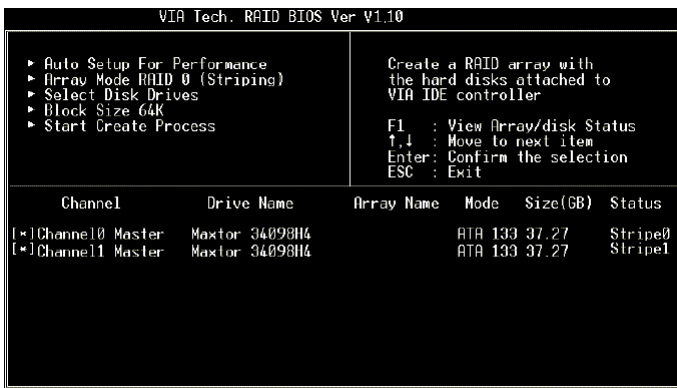 VIA Tech. RAID BIOS Ver V1.10
► Auto Setup For Performance
► Array Mode RAID 0 (Striping)
► Select Disk Drives
► Block Size 64K
► Start Create Process
Create a RAID array with
the hard disks attached to
VIA IDE controller
F1 : View Array/disk Status
↑,↓ : Move to next item
Enter: Confirm the selection
ESC : Exit
Channel Drive Name Array Name Mode Size(GB) Status
[*]Channel0 Master Maxtor 34098H4 ATA 133 37.27 Stripe0
[*]Channel1 Master Maxtor 34098H4 ATA 133 37.27 Stripe1